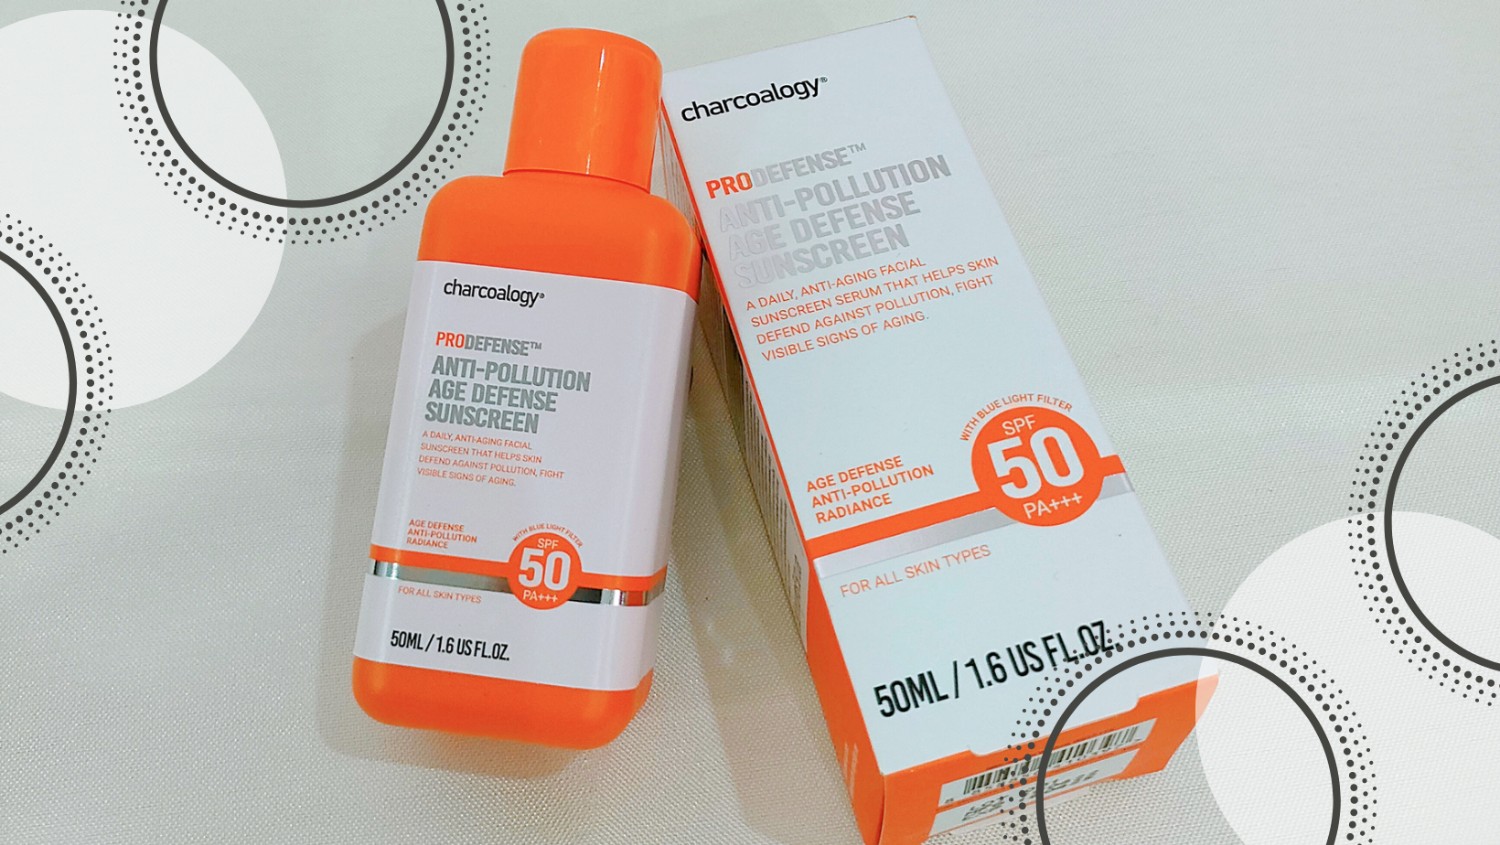 charcoalogy®
PRODEFENSE™
ANTI-POLLUTION
AGE DEFENSE
SUNSCREEN
A DAILY, ANTI-AGING FACIAL
SUNSCREEN THAT HELPS SKIN
DEFEND AGAINST POLLUTION, FIGHT
VISIBLE SIGNS OF AGING.
AGE DEFENSE
ANTI-POLLUTION
RADIANCE
WITH BLUE LIGHT FILTER
SPF
50
PA+++
FOR ALL SKIN TYPES
50ML / 1.6 US FL.OZ.
charcoalogy®
PRODEFENSE™
ANTI-POLLUTION
AGE DEFENSE
SUNSCREEN
A DAILY, ANTI-AGING FACIAL
SUNSCREEN SERUM THAT HELPS SKIN
DEFEND AGAINST POLLUTION, FIGHT
VISIBLE SIGNS OF AGING.
WITH BLUE LIGHT FILTER
SPF
50
PA+++
AGE DEFENSE
ANTI-POLLUTION
RADIANCE
FOR ALL SKIN TYPES
50ML / 1.6 US FL.OZ.